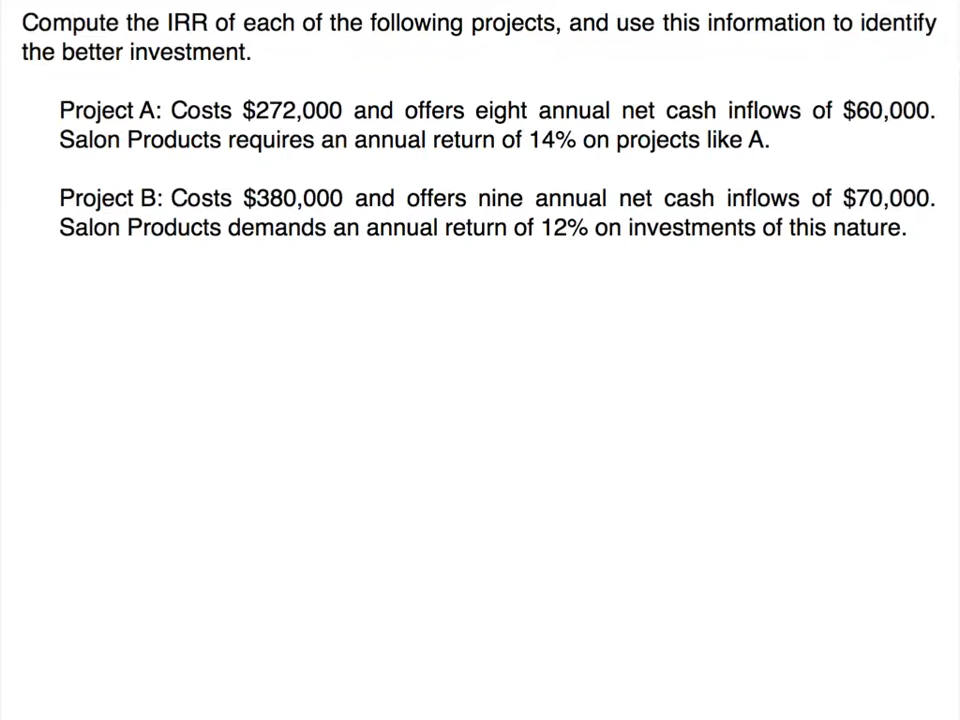 Compute the IRR of each of the following projects, and use this information to identify
the better investment.
Project A: Costs $272,000 and offers eight annual net cash inflows of $60,000.
Salon Products requires an annual return of 14% on projects like A.
Project B: Costs $380,000 and offers nine annual net cash inflows of $70,000.
Salon Products demands an annual return of 12% on investments of this nature.